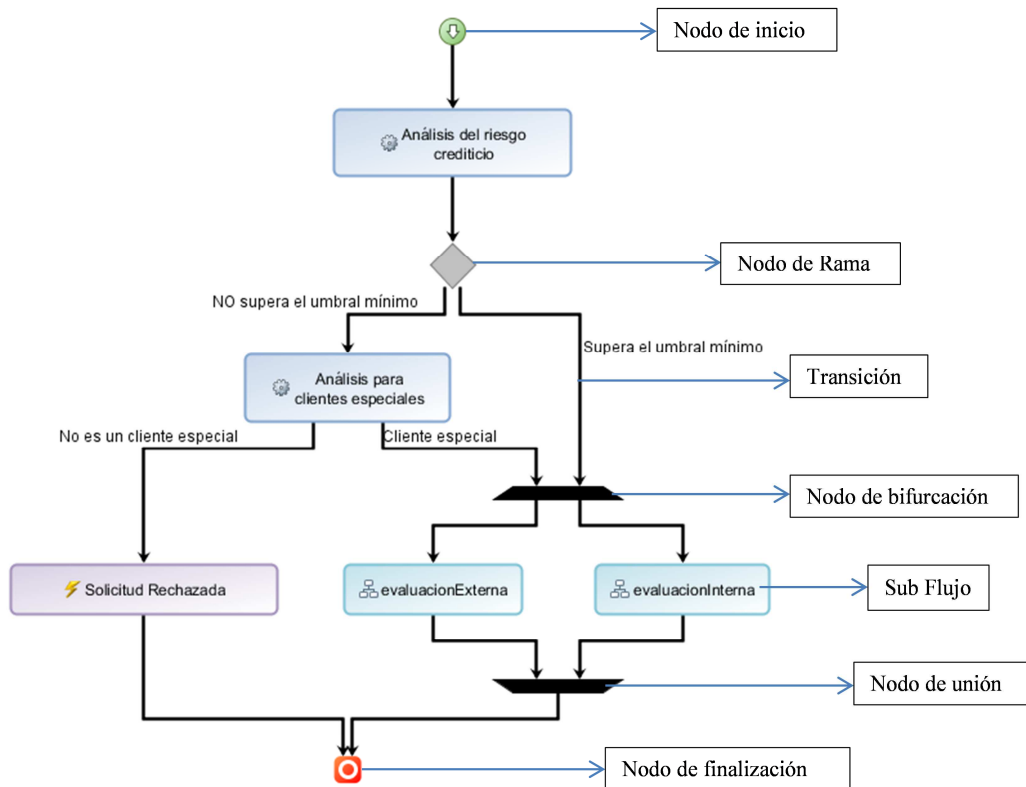 Nodo de inicio
Análisis del riesgo
crediticio
Nodo de Rama
NO supera el umbral mínimo
Supera el umbral mínimo
Análisis para
clientes especiales
Transición
No es un cliente especial
Cliente especial
Nodo de bifurcación
Solicitud Rechazada
evaluacionExterna
evaluacionInterna
Sub Flujo
Nodo de unión
Nodo de finalización